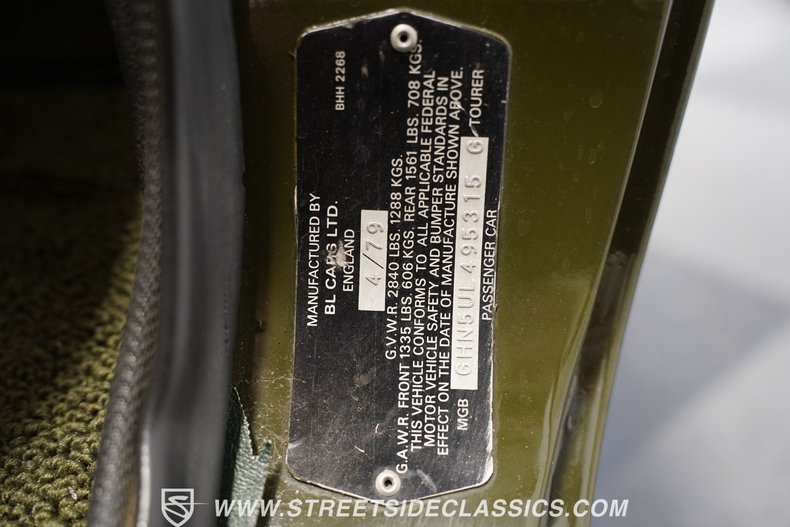 BHH 2268
MANUFACTURED BY
BL CARS LTD.
ENGLAND
4/79
G.V.W.R. 2840 LBS. 1288 KGS.
G.A.W.R. FRONT 1335 LBS. 606 KGS. REAR 1561 LBS. 708 KGS.
THIS VEHICLE CONFORMS TO ALL APPLICABLE FEDERAL
MOTOR VEHICLE SAFETY AND BUMPER STANDARDS IN
EFFECT ON THE DATE OF MANUFACTURE SHOWN ABOVE.
MGB GHN5UL495315 G /TOURER
PASSENGER CAR
WWW.STREETSIDECLASSICS.COM